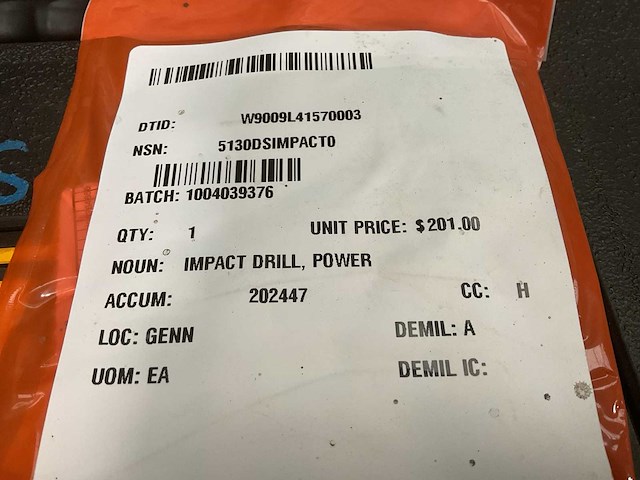 DTID: W9009L41570003
NSN: 5130DSIMPACT0
BATCH: 1004039376
QTY: 1 UNIT PRICE: $201.00
NOUN: IMPACT DRILL, POWER
ACCUM: 202447 CC: H
LOC: GENN DEMIL: A
UOM: EA DEMIL IC: